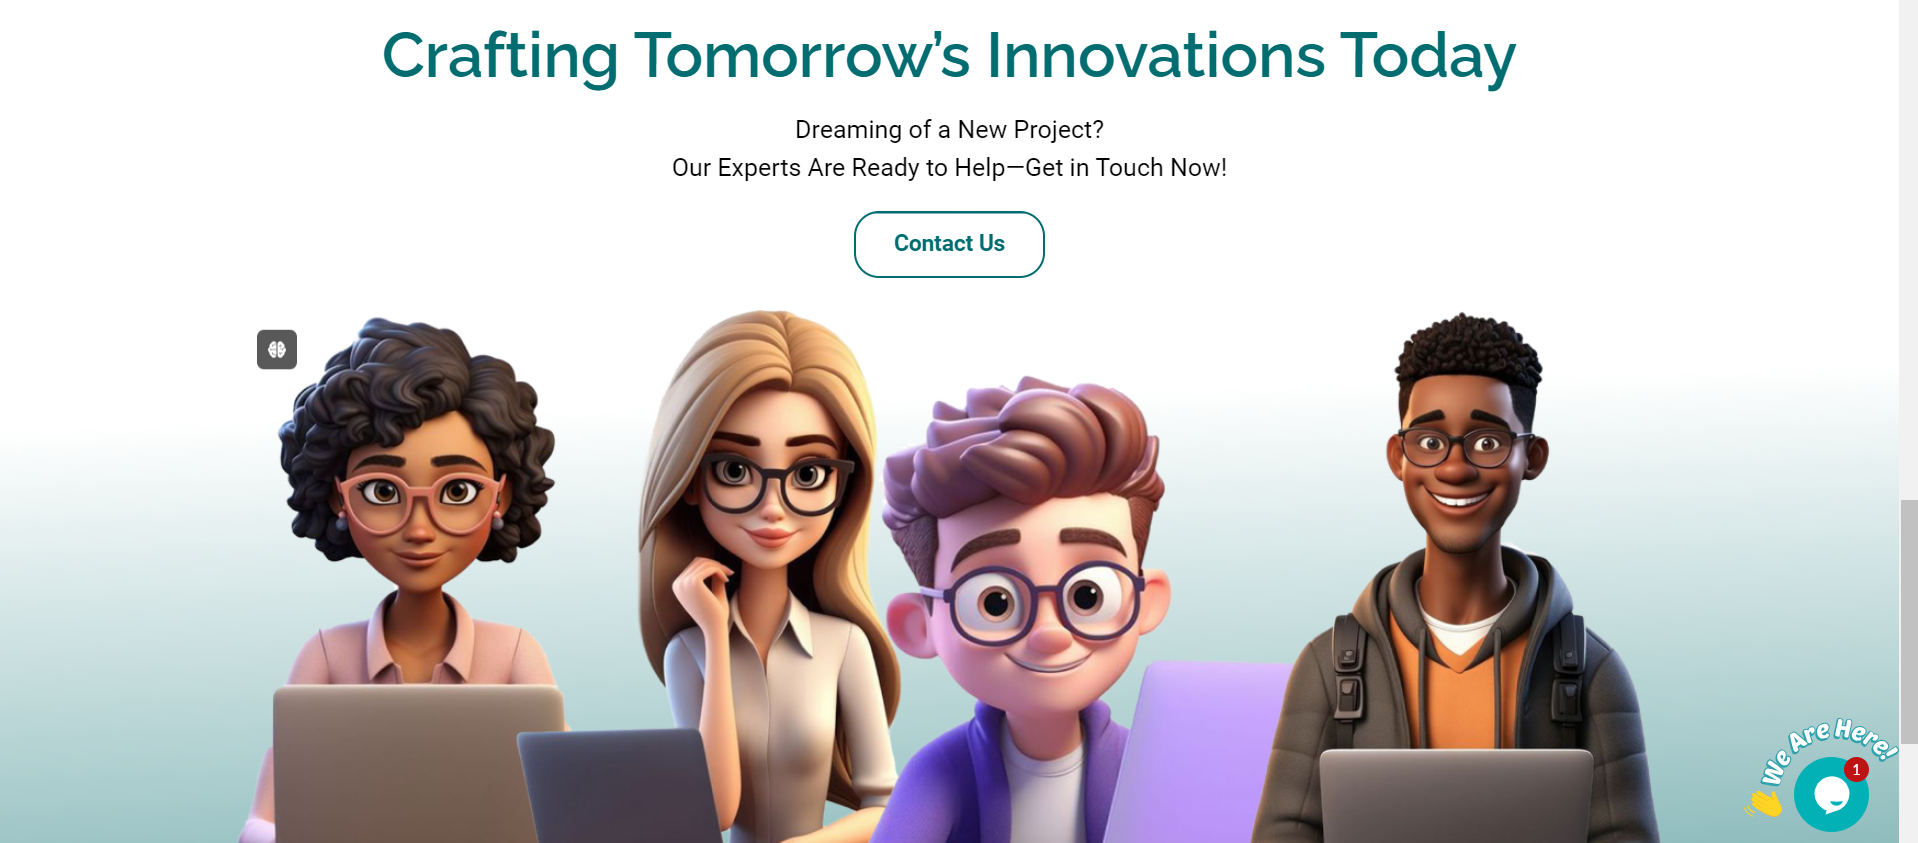 Crafting Tomorrow’s Innovations Today
Dreaming of a New Project?
Our Experts Are Ready to Help—Get in Touch Now!
Contact Us
We Are Here!
1